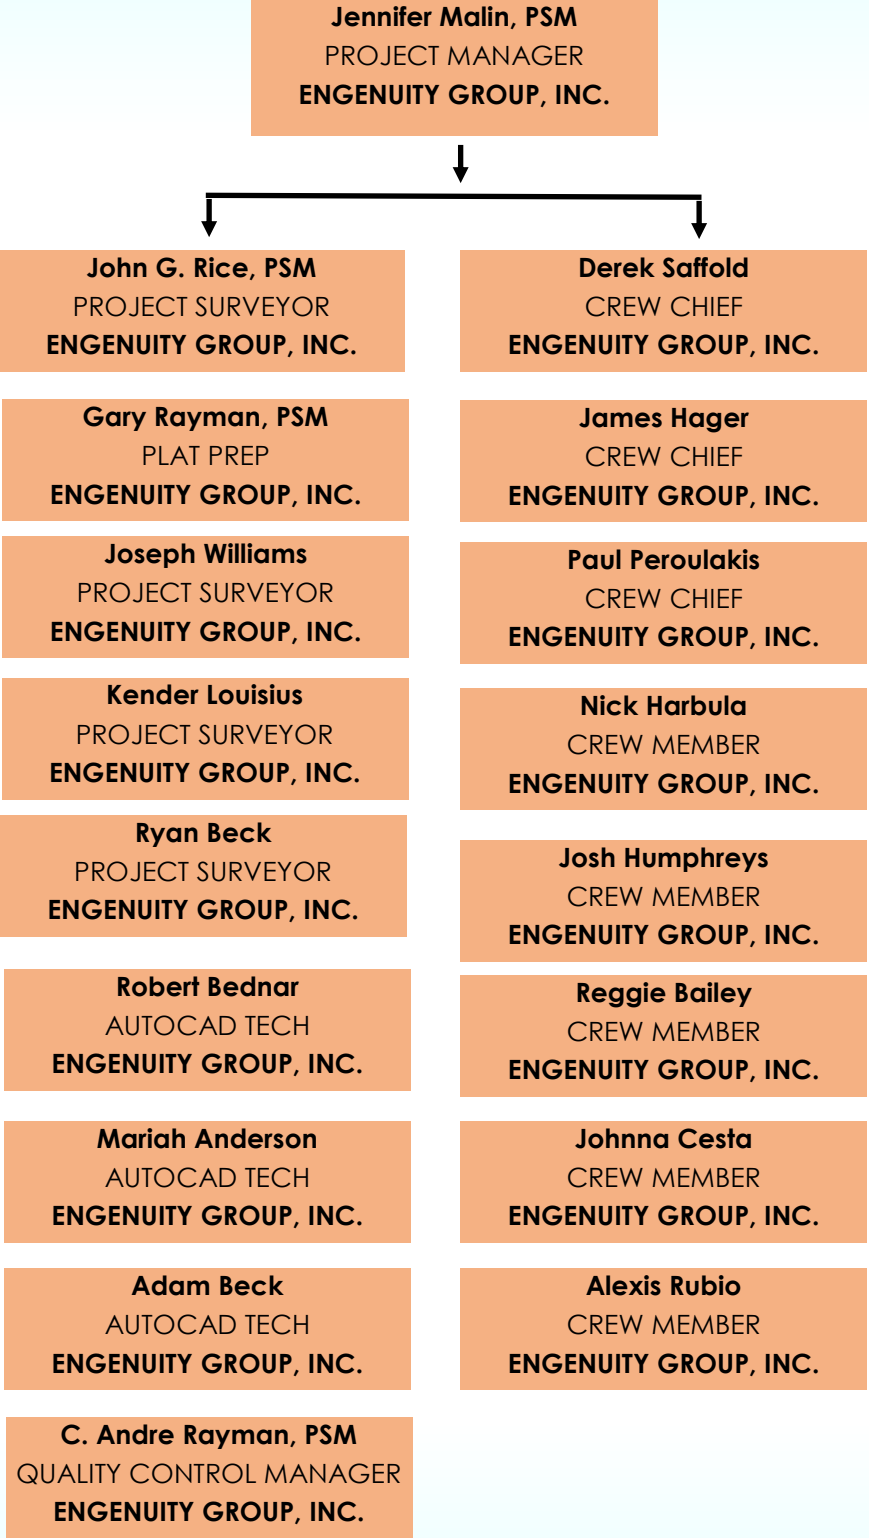 Jennifer Malin, PSM
PROJECT MANAGER
ENGENUITY GROUP, INC.
John G. Rice, PSM
PROJECT SURVEYOR
ENGENUITY GROUP, INC.
Gary Rayman, PSM
PLAT PREP
ENGENUITY GROUP, INC.
Joseph Williams
PROJECT SURVEYOR
ENGENUITY GROUP, INC.
Kender Louisius
PROJECT SURVEYOR
ENGENUITY GROUP, INC.
Ryan Beck
PROJECT SURVEYOR
ENGENUITY GROUP, INC.
Robert Bednar
AUTOCAD TECH
ENGENUITY GROUP, INC.
Mariah Anderson
AUTOCAD TECH
ENGENUITY GROUP, INC.
Adam Beck
AUTOCAD TECH
ENGENUITY GROUP, INC.
C. Andre Rayman, PSM
QUALITY CONTROL MANAGER
ENGENUITY GROUP, INC.
Derek Saffold
CREW CHIEF
ENGENUITY GROUP, INC.
James Hager
CREW CHIEF
ENGENUITY GROUP, INC.
Paul Peroulakis
CREW CHIEF
ENGENUITY GROUP, INC.
Nick Harbula
CREW MEMBER
ENGENUITY GROUP, INC.
Josh Humphreys
CREW MEMBER
ENGENUITY GROUP, INC.
Reggie Bailey
CREW MEMBER
ENGENUITY GROUP, INC.
Johnna Cesta
CREW MEMBER
ENGENUITY GROUP, INC.
Alexis Rubio
CREW MEMBER
ENGENUITY GROUP, INC.